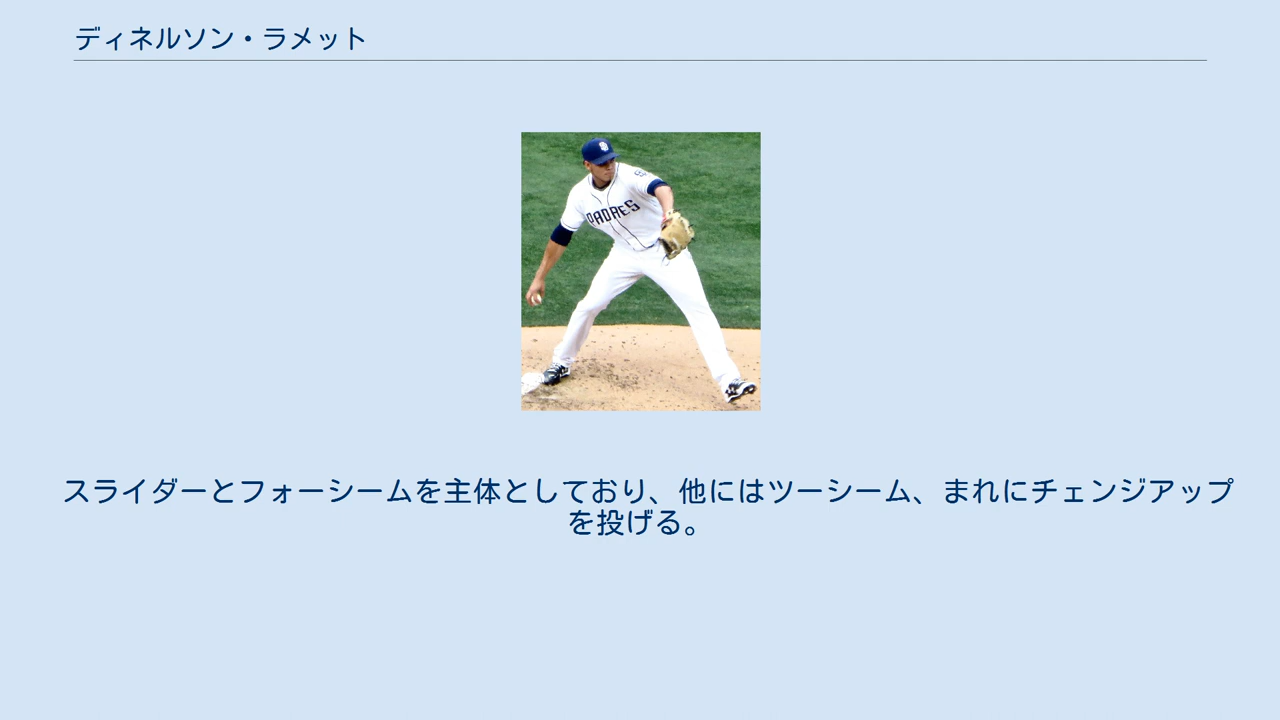 ディネルソン・ラメット
PADRES
スライダーとフォーシームを主体としており、他にはツーシーム、まれにチェンジアップ
を投げる。